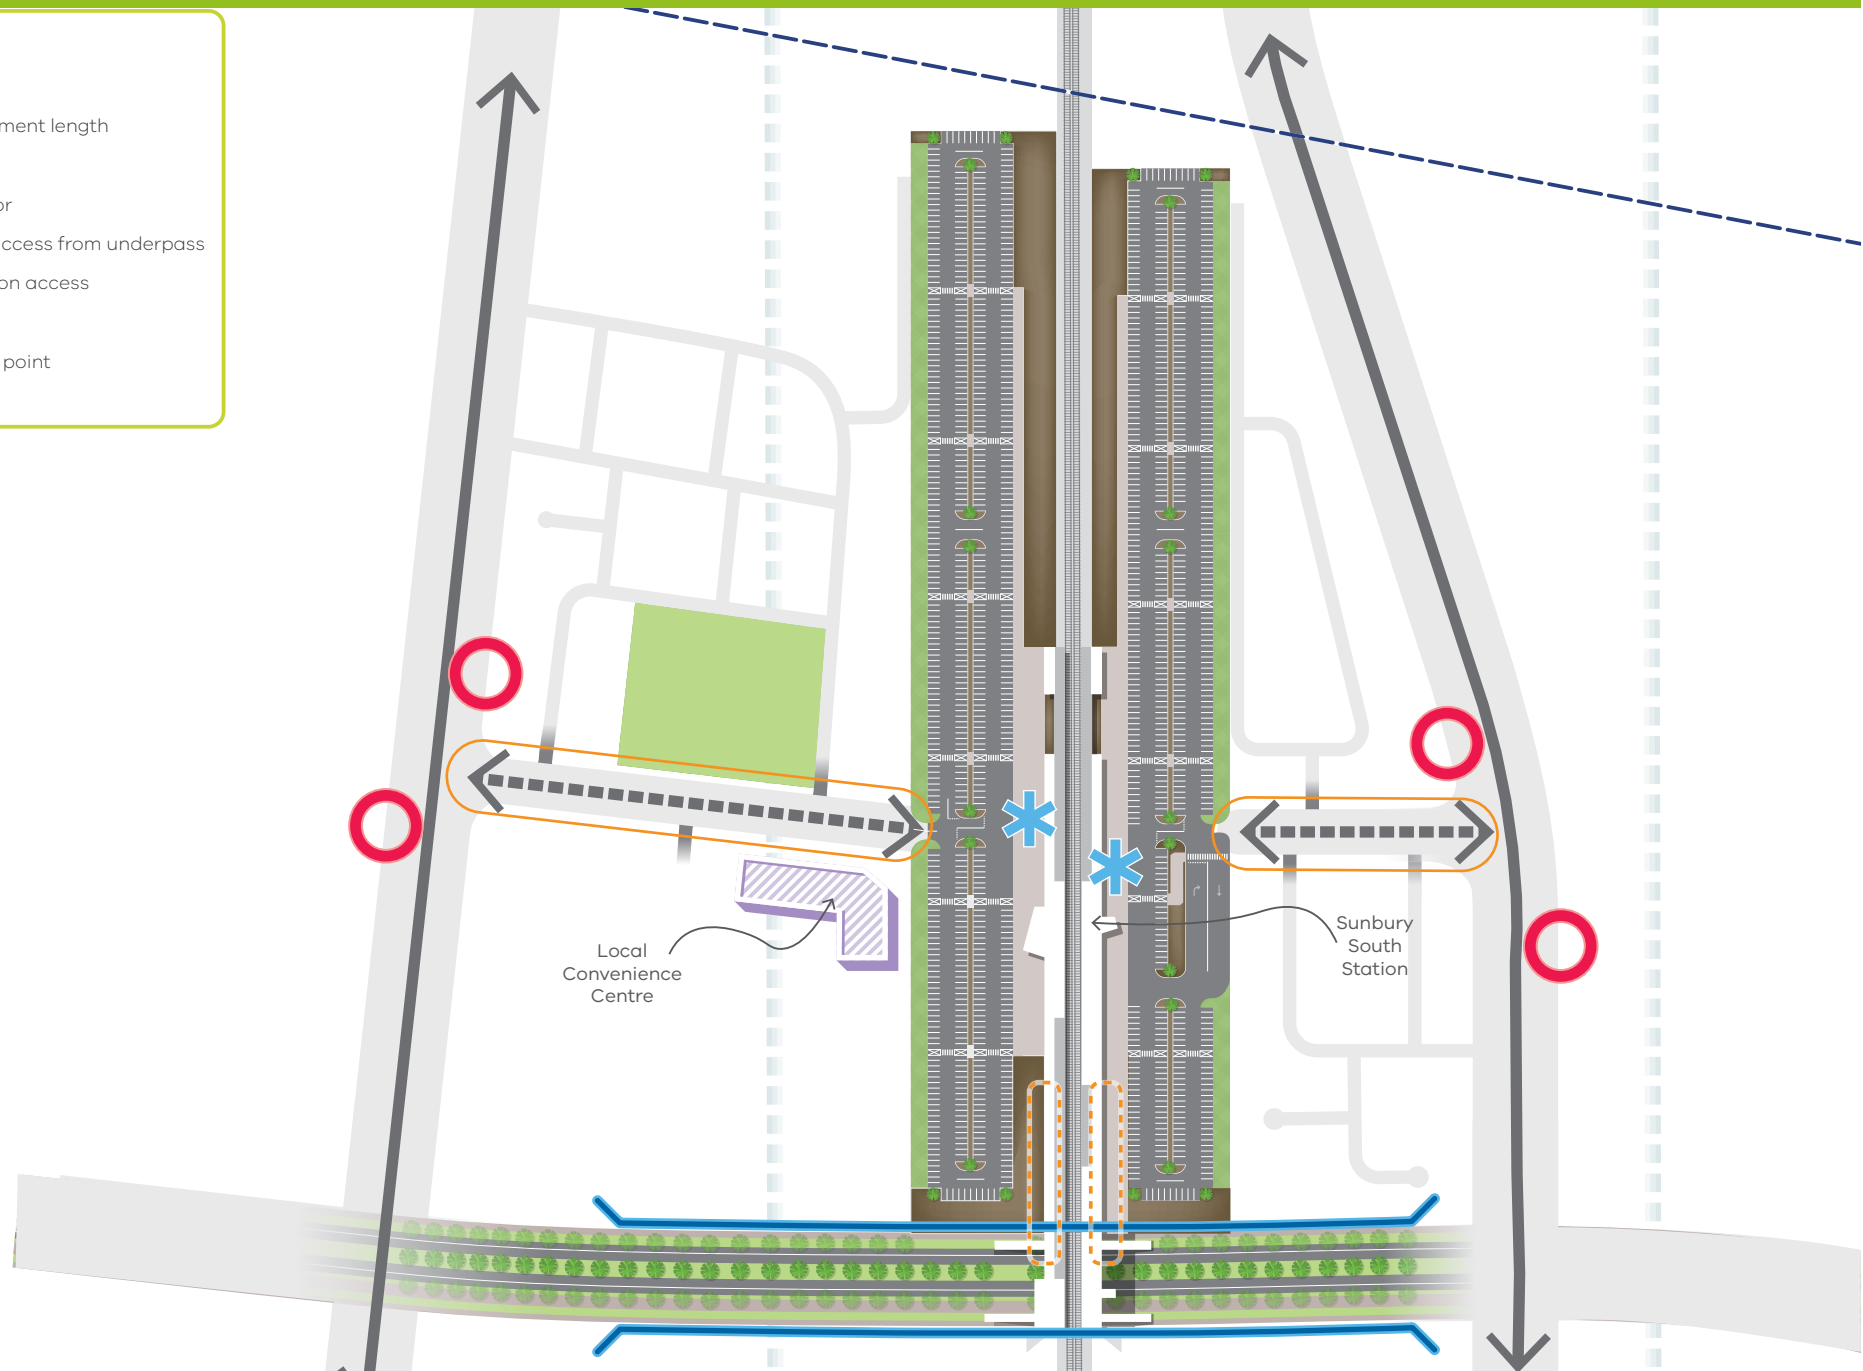 ment length
or
ccess from underpass
on access
point
Local
Convenience
Centre
Sunbury
South
Station